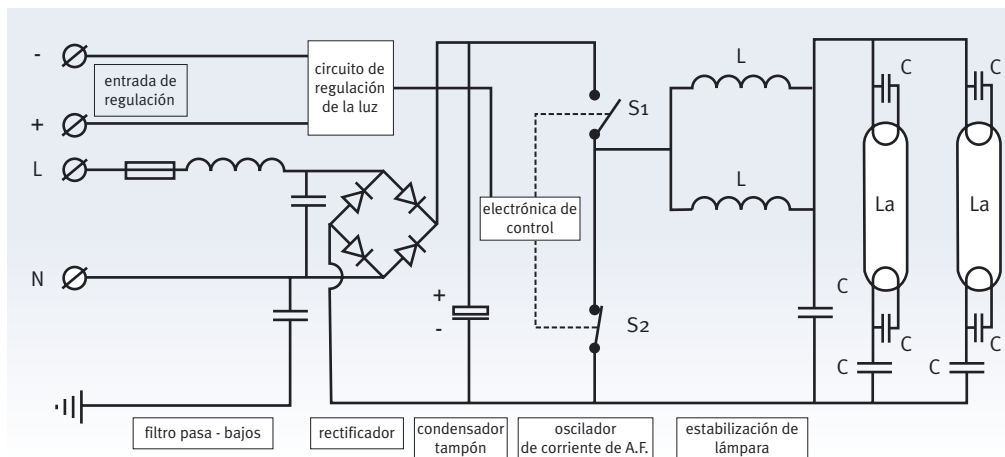 -
entrada de
regulación
+
circuito de
regulación
de la luz
L
N
+
-
electrónica de
control
S1
S2
L
L
C
C
La
La
C
C
C
C
C
filtro pasa - bajos
rectificador
condensador
tampón
oscilador
de corriente de A.F.
estabilización de
lámpara